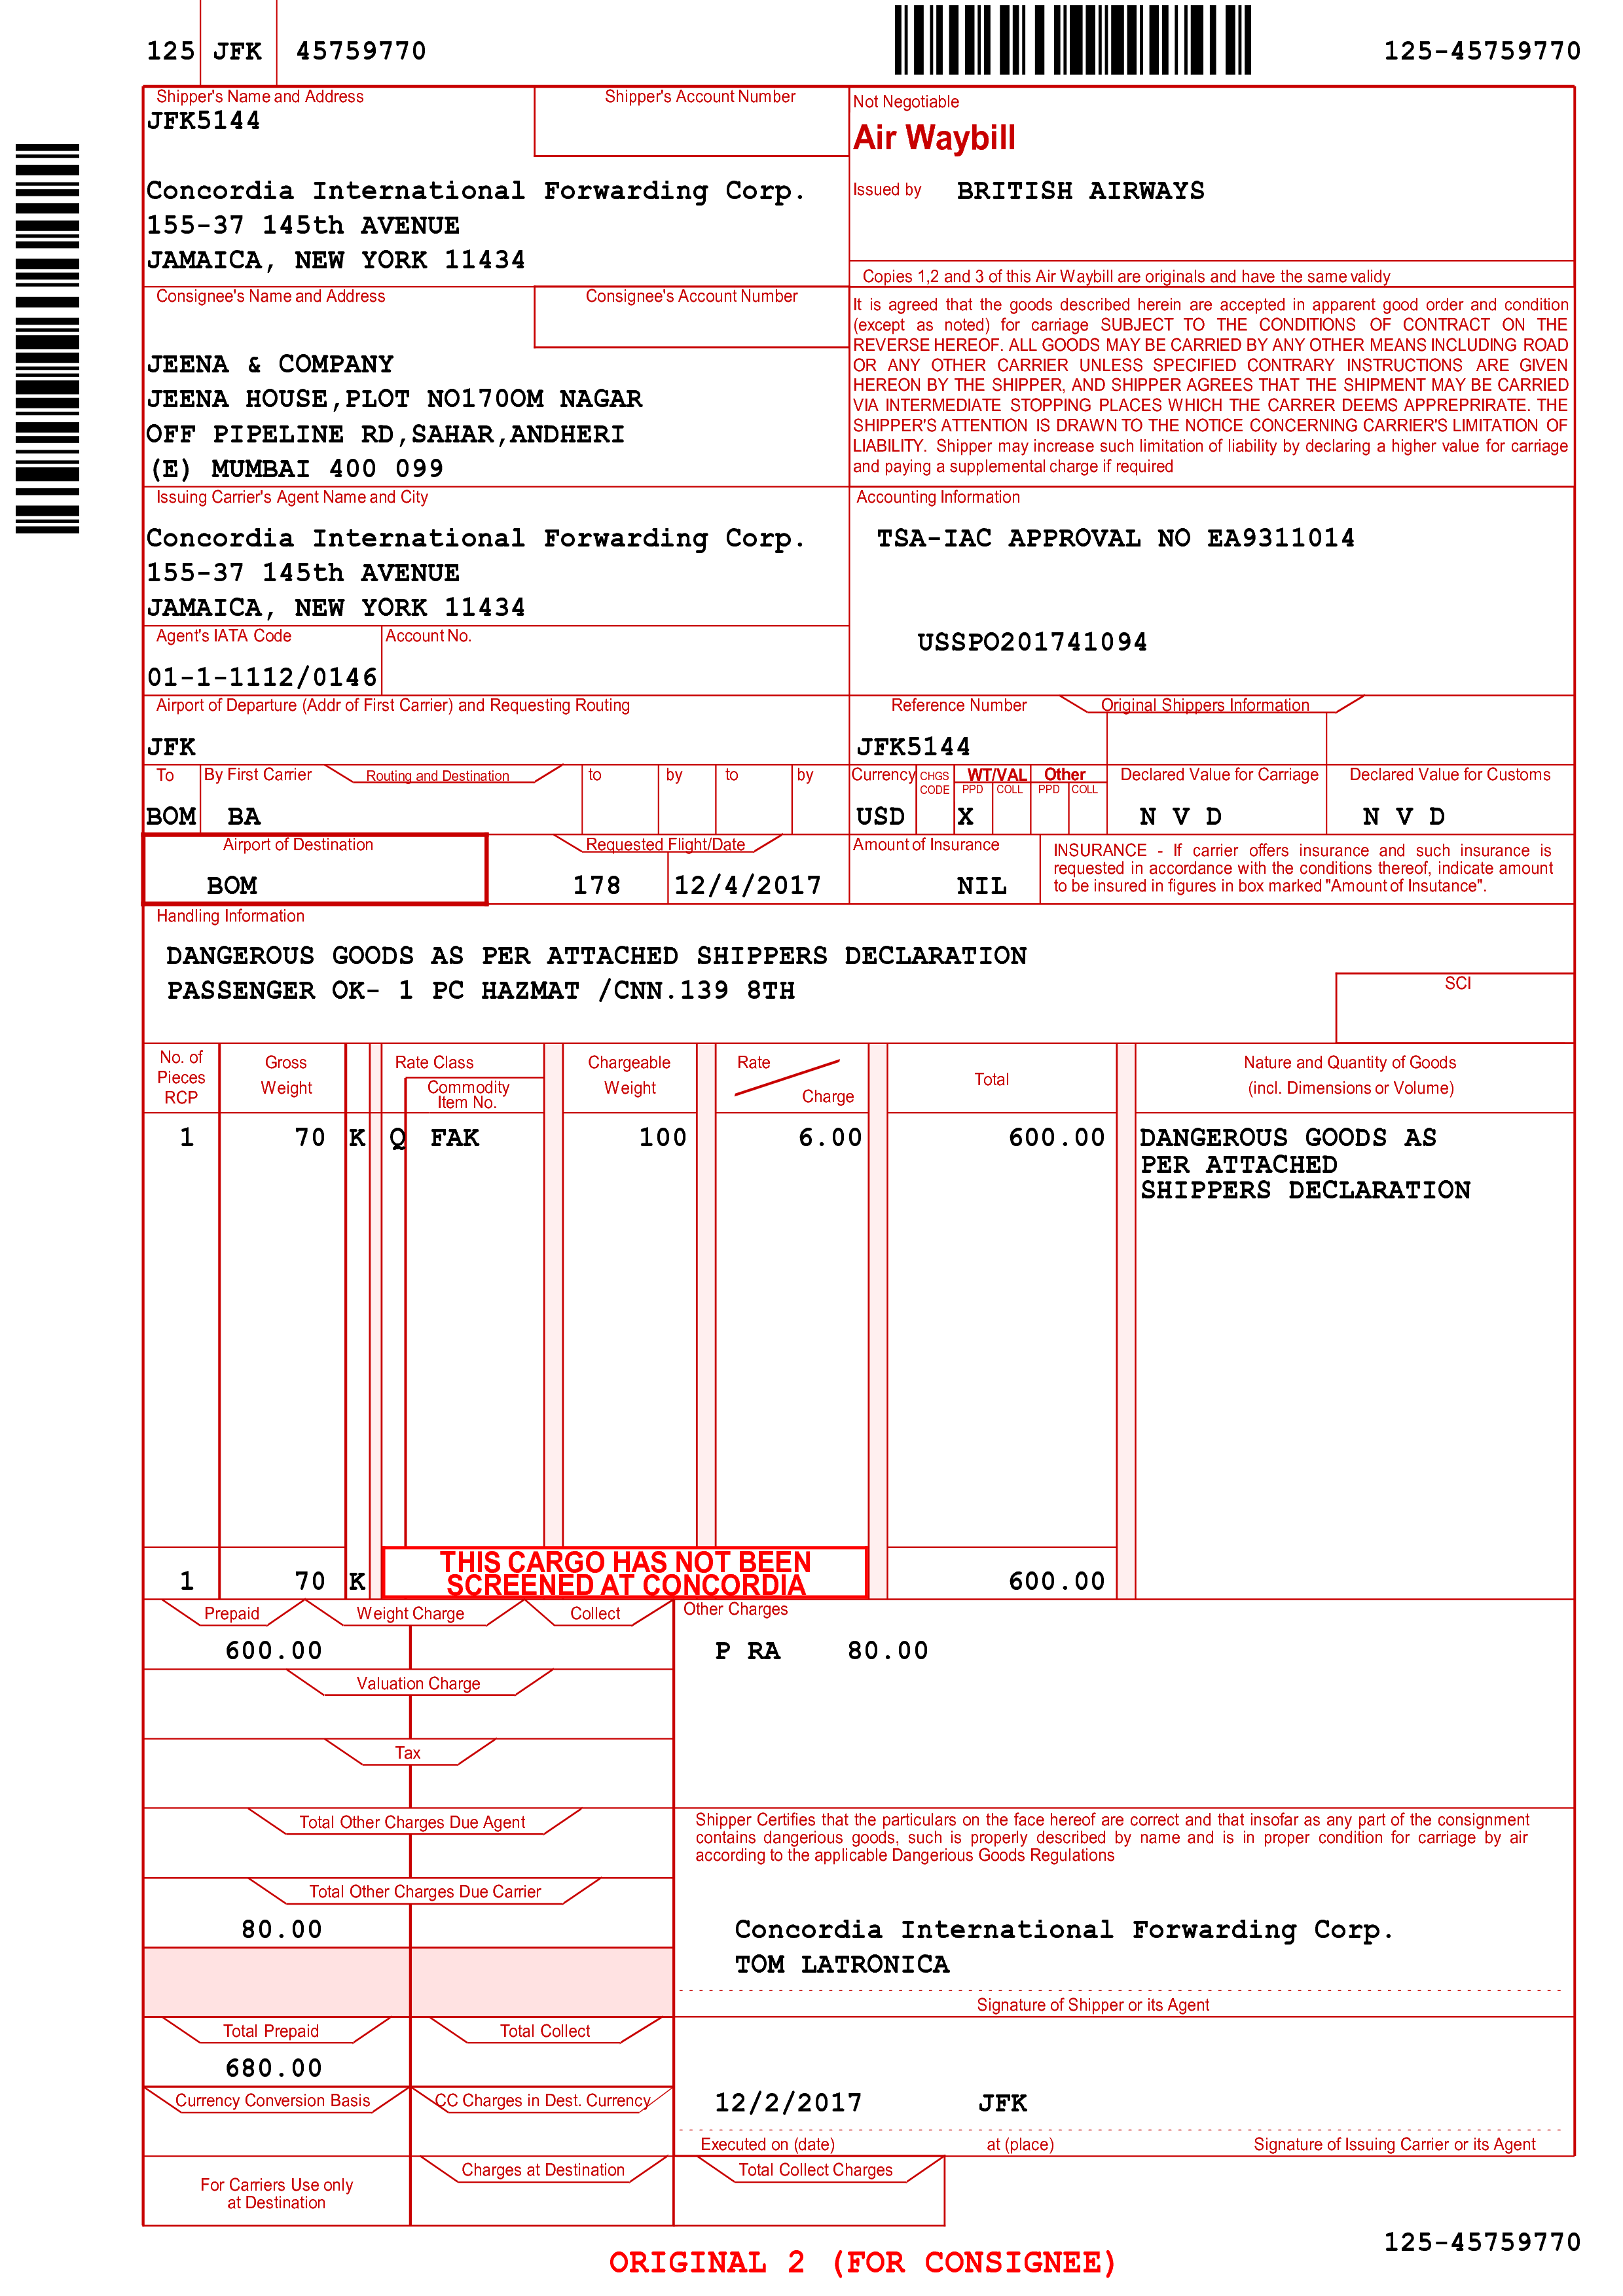 125 JFK 45759770
125-45759770
Shipper's Name and Address
Shipper's Account Number
JFK5144
Concordia International Forwarding Corp.
155-37 145th AVENUE
JAMAICA, NEW YORK 11434
Not Negotiable
Air Waybill
Issued by BRITISH AIRWAYS
Copies 1,2 and 3 of this Air Waybill are originals and have the same validy
Consignee's Name and Address
Consignee's Account Number
JEENA & COMPANY
JEENA HOUSE,PLOT NO170OM NAGAR
OFF PIPELINE RD,SAHAR,ANDHERI
(E) MUMBAI 400 099
It is agreed that the goods described herein are accepted in apparent good order and condition
(except as noted) for carriage SUBJECT TO THE CONDITIONS OF CONTRACT ON THE
REVERSE HEREOF. ALL GOODS MAY BE CARRIED BY ANY OTHER MEANS INCLUDING ROAD
OR ANY OTHER CARRIER UNLESS SPECIFIED CONTRARY INSTRUCTIONS ARE GIVEN
HEREON BY THE SHIPPER, AND SHIPPER AGREES THAT THE SHIPMENT MAY BE CARRIED
VIA INTERMEDIATE STOPPING PLACES WHICH THE CARRER DEEMS APPREPRIRATE. THE
SHIPPER'S ATTENTION IS DRAWN TO THE NOTICE CONCERNING CARRIER'S LIMITATION OF
LIABILITY. Shipper may increase such limitation of liability by declaring a higher value for carriage
and paying a supplemental charge if required
Issuing Carrier's Agent Name and City
Concordia International Forwarding Corp.
155-37 145th AVENUE
JAMAICA, NEW YORK 11434
Accounting Information
TSA-IAC APPROVAL NO EA9311014
USSPO201741094
Agent's IATA Code
Account No.
01-1-1112/0146
Airport of Departure (Addr of First Carrier) and Requesting Routing
JFK
Reference Number
Original Shippers Information
JFK5144
To By First Carrier Routing and Destination to by to by
BOM BA
Currency CHGS CODE WT/VAL PPD COLL Other PPD COLL Declared Value for Carriage Declared Value for Customs
USD X N V D N V D
Airport of Destination
BOM
Requested Flight/Date
178 12/4/2017
Amount of Insurance
NIL
INSURANCE - If carrier offers insurance and such insurance is
requested in accordance with the conditions thereof, indicate amount
to be insured in figures in box marked "Amount of Insutance".
Handling Information
DANGEROUS GOODS AS PER ATTACHED SHIPPERS DECLARATION
PASSENGER OK- 1 PC HAZMAT /CNN.139 8TH
SCI
No. of Pieces RCP
Gross Weight
Rate Class
Commodity Item No.
Chargeable Weight
Rate Charge
Total
Nature and Quantity of Goods
(incl. Dimensions or Volume)
1 70 K Q FAK 100 6.00 600.00 DANGEROUS GOODS AS
PER ATTACHED
SHIPPERS DECLARATION
1 70 K
THIS CARGO HAS NOT BEEN
SCREENED AT CONCORDIA
600.00
Prepaid Weight Charge Collect
600.00
Other Charges
P RA 80.00
Valuation Charge
Tax
Total Other Charges Due Agent
Shipper Certifies that the particulars on the face hereof are correct and that insofar as any part of the consignment
contains dangerious goods, such is properly described by name and is in proper condition for carriage by air
according to the applicable Dangerious Goods Regulations
Total Other Charges Due Carrier
80.00
Concordia International Forwarding Corp.
TOM LATRONICA
Signature of Shipper or its Agent
Total Prepaid Total Collect
680.00
Currency Conversion Basis CC Charges in Dest. Currency
12/2/2017 JFK
Executed on (date) at (place) Signature of Issuing Carrier or its Agent
For Carriers Use only
at Destination
Charges at Destination
Total Collect Charges
125-45759770
ORIGINAL 2 (FOR CONSIGNEE)